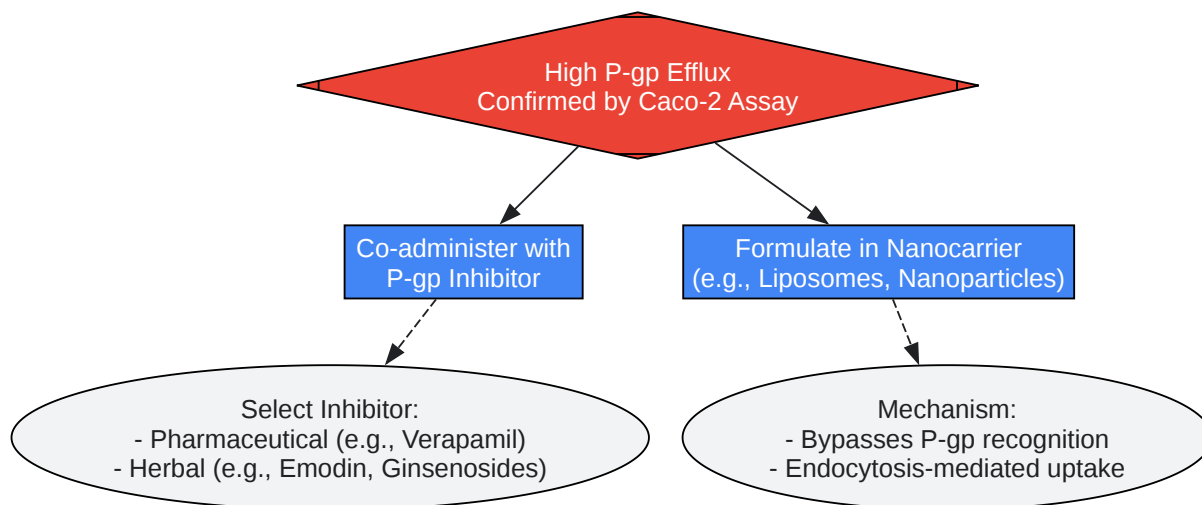 High P-gp Efflux
Confirmed by Caco-2 Assay
Co-administer with
P-gp Inhibitor
Formulate in Nanocarrier
(e.g., Liposomes, Nanoparticles)
Select Inhibitor:
- Pharmaceutical (e.g., Verapamil)
- Herbal (e.g., Emodin, Ginsenosides)
Mechanism:
- Bypasses P-gp recognition
- Endocytosis-mediated uptake